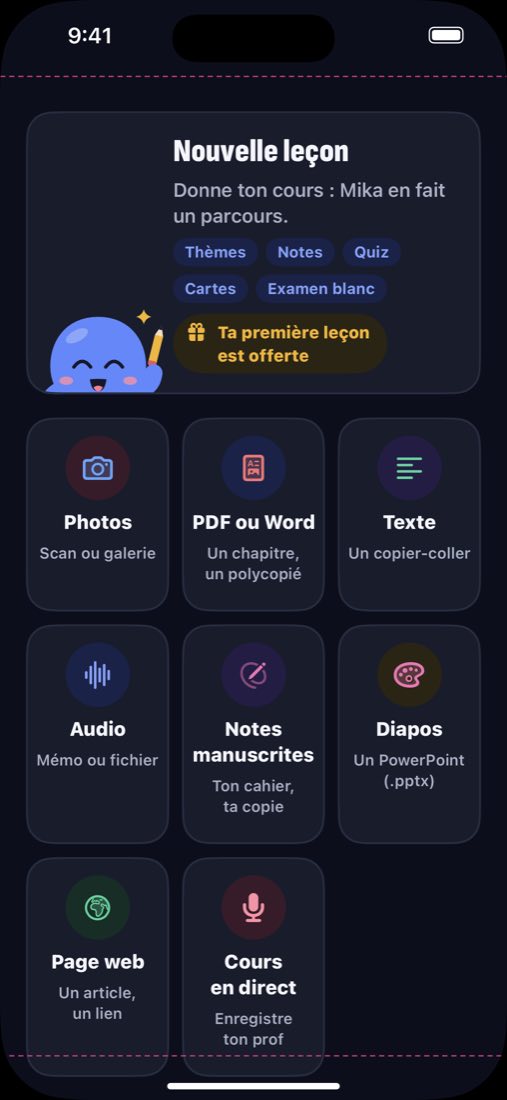 9:41
Nouvelle leçon
Donne ton cours : Mika en fait
un parcours.
Thèmes
Notes
Quiz
Cartes
Examen blanc
Ta première leçon
est offerte
Photos
Scan ou galerie
PDF ou Word
Un chapitre,
un polycopié
Texte
Un copier-coller
Audio
Mémo ou fichier
Notes
manuscrites
Ton cahier,
ta copie
Diapos
Un PowerPoint
(.pptx)
Page web
Un article,
un lien
Cours
en direct
Enregistre
ton prof